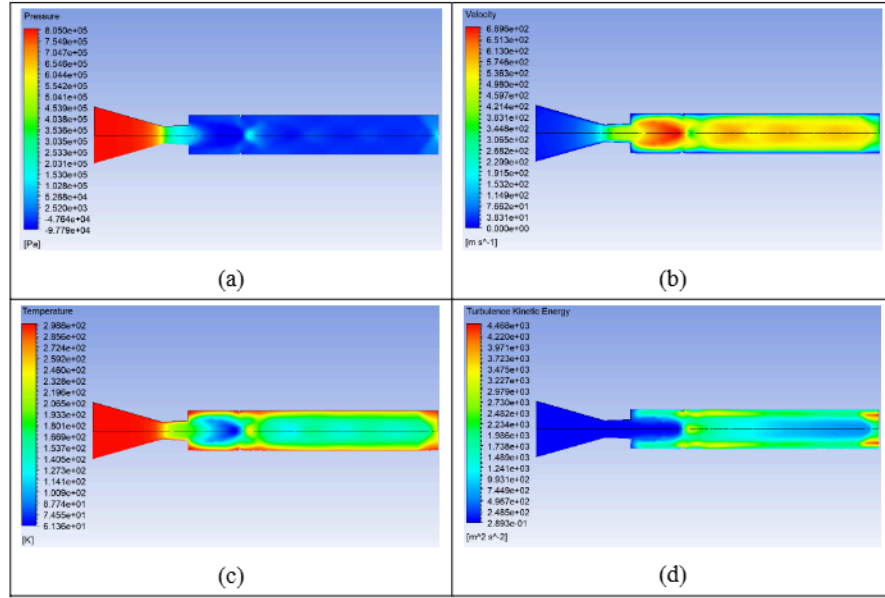 Pressure
8.050e+05
7.549e+05
7.047e+05
6.546e+05
6.044e+05
5.542e+05
5.041e+05
4.539e+05
4.038e+05
3.536e+05
3.035e+05
2.533e+05
2.031e+05
1.530e+05
1.028e+05
5.268e+04
2.520e+03
-4.764e+04
-9.779e+04
[Pa]
(a)
Velocity
6.896e+02
6.513e+02
6.130e+02
5.746e+02
5.363e+02
4.980e+02
4.597e+02
4.214e+02
3.831e+02
3.448e+02
3.065e+02
2.682e+02
2.299e+02
1.915e+02
1.532e+02
1.149e+02
7.662e+01
3.831e+01
0.000e+00
[m s^-1]
(b)
Temperature
2.988e+02
2.856e+02
2.724e+02
2.592e+02
2.460e+02
2.328e+02
2.196e+02
2.065e+02
1.933e+02
1.801e+02
1.669e+02
1.537e+02
1.405e+02
1.273e+02
1.141e+02
1.009e+02
8.774e+01
7.455e+01
6.136e+01
[K]
(c)
Turbulence Kinetic Energy
4.468e+03
4.220e+03
3.971e+03
3.723e+03
3.475e+03
3.227e+03
2.979e+03
2.730e+03
2.482e+03
2.234e+03
1.986e+03
1.738e+03
1.489e+03
1.241e+03
9.931e+02
7.449e+02
4.967e+02
2.485e+02
2.893e-01
[m^2 s^-2]
(d)